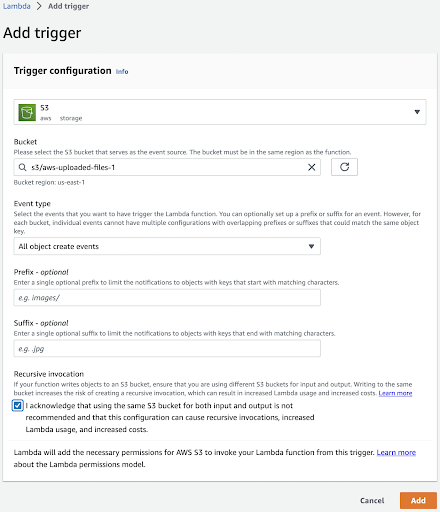 Lambda > Add trigger
Add trigger
Trigger configuration Info
S3
aws storage
Bucket
Please select the S3 bucket that serves as the event source. The bucket must be in the same region as the function.
s3/aws-uploaded-files-1
Bucket region: us-east-1
Event type
Select the events that you want to have trigger the Lambda function. You can optionally set up a prefix or suffix for an event. However, for
each bucket, individual events cannot have multiple configurations with overlapping prefixes or suffixes that could match the same object
key.
All object create events
Prefix - optional
Enter a single optional prefix to limit the notifications to objects with keys that start with matching characters.
e.g. images/
Suffix - optional
Enter a single optional suffix to limit the notifications to objects with keys that end with matching characters.
e.g. .jpg
Recursive invocation
If your function writes objects to an S3 bucket, ensure that you are using different S3 buckets for input and output. Writing to the same
bucket increases the risk of creating a recursive invocation, which can result in increased Lambda usage and increased costs. Learn more
I acknowledge that using the same S3 bucket for both input and output is not
recommended and that this configuration can cause recursive invocations, increased
Lambda usage, and increased costs.
Lambda will add the necessary permissions for AWS S3 to invoke your Lambda function from this trigger. Learn more
about the Lambda permissions model.
Cancel Add